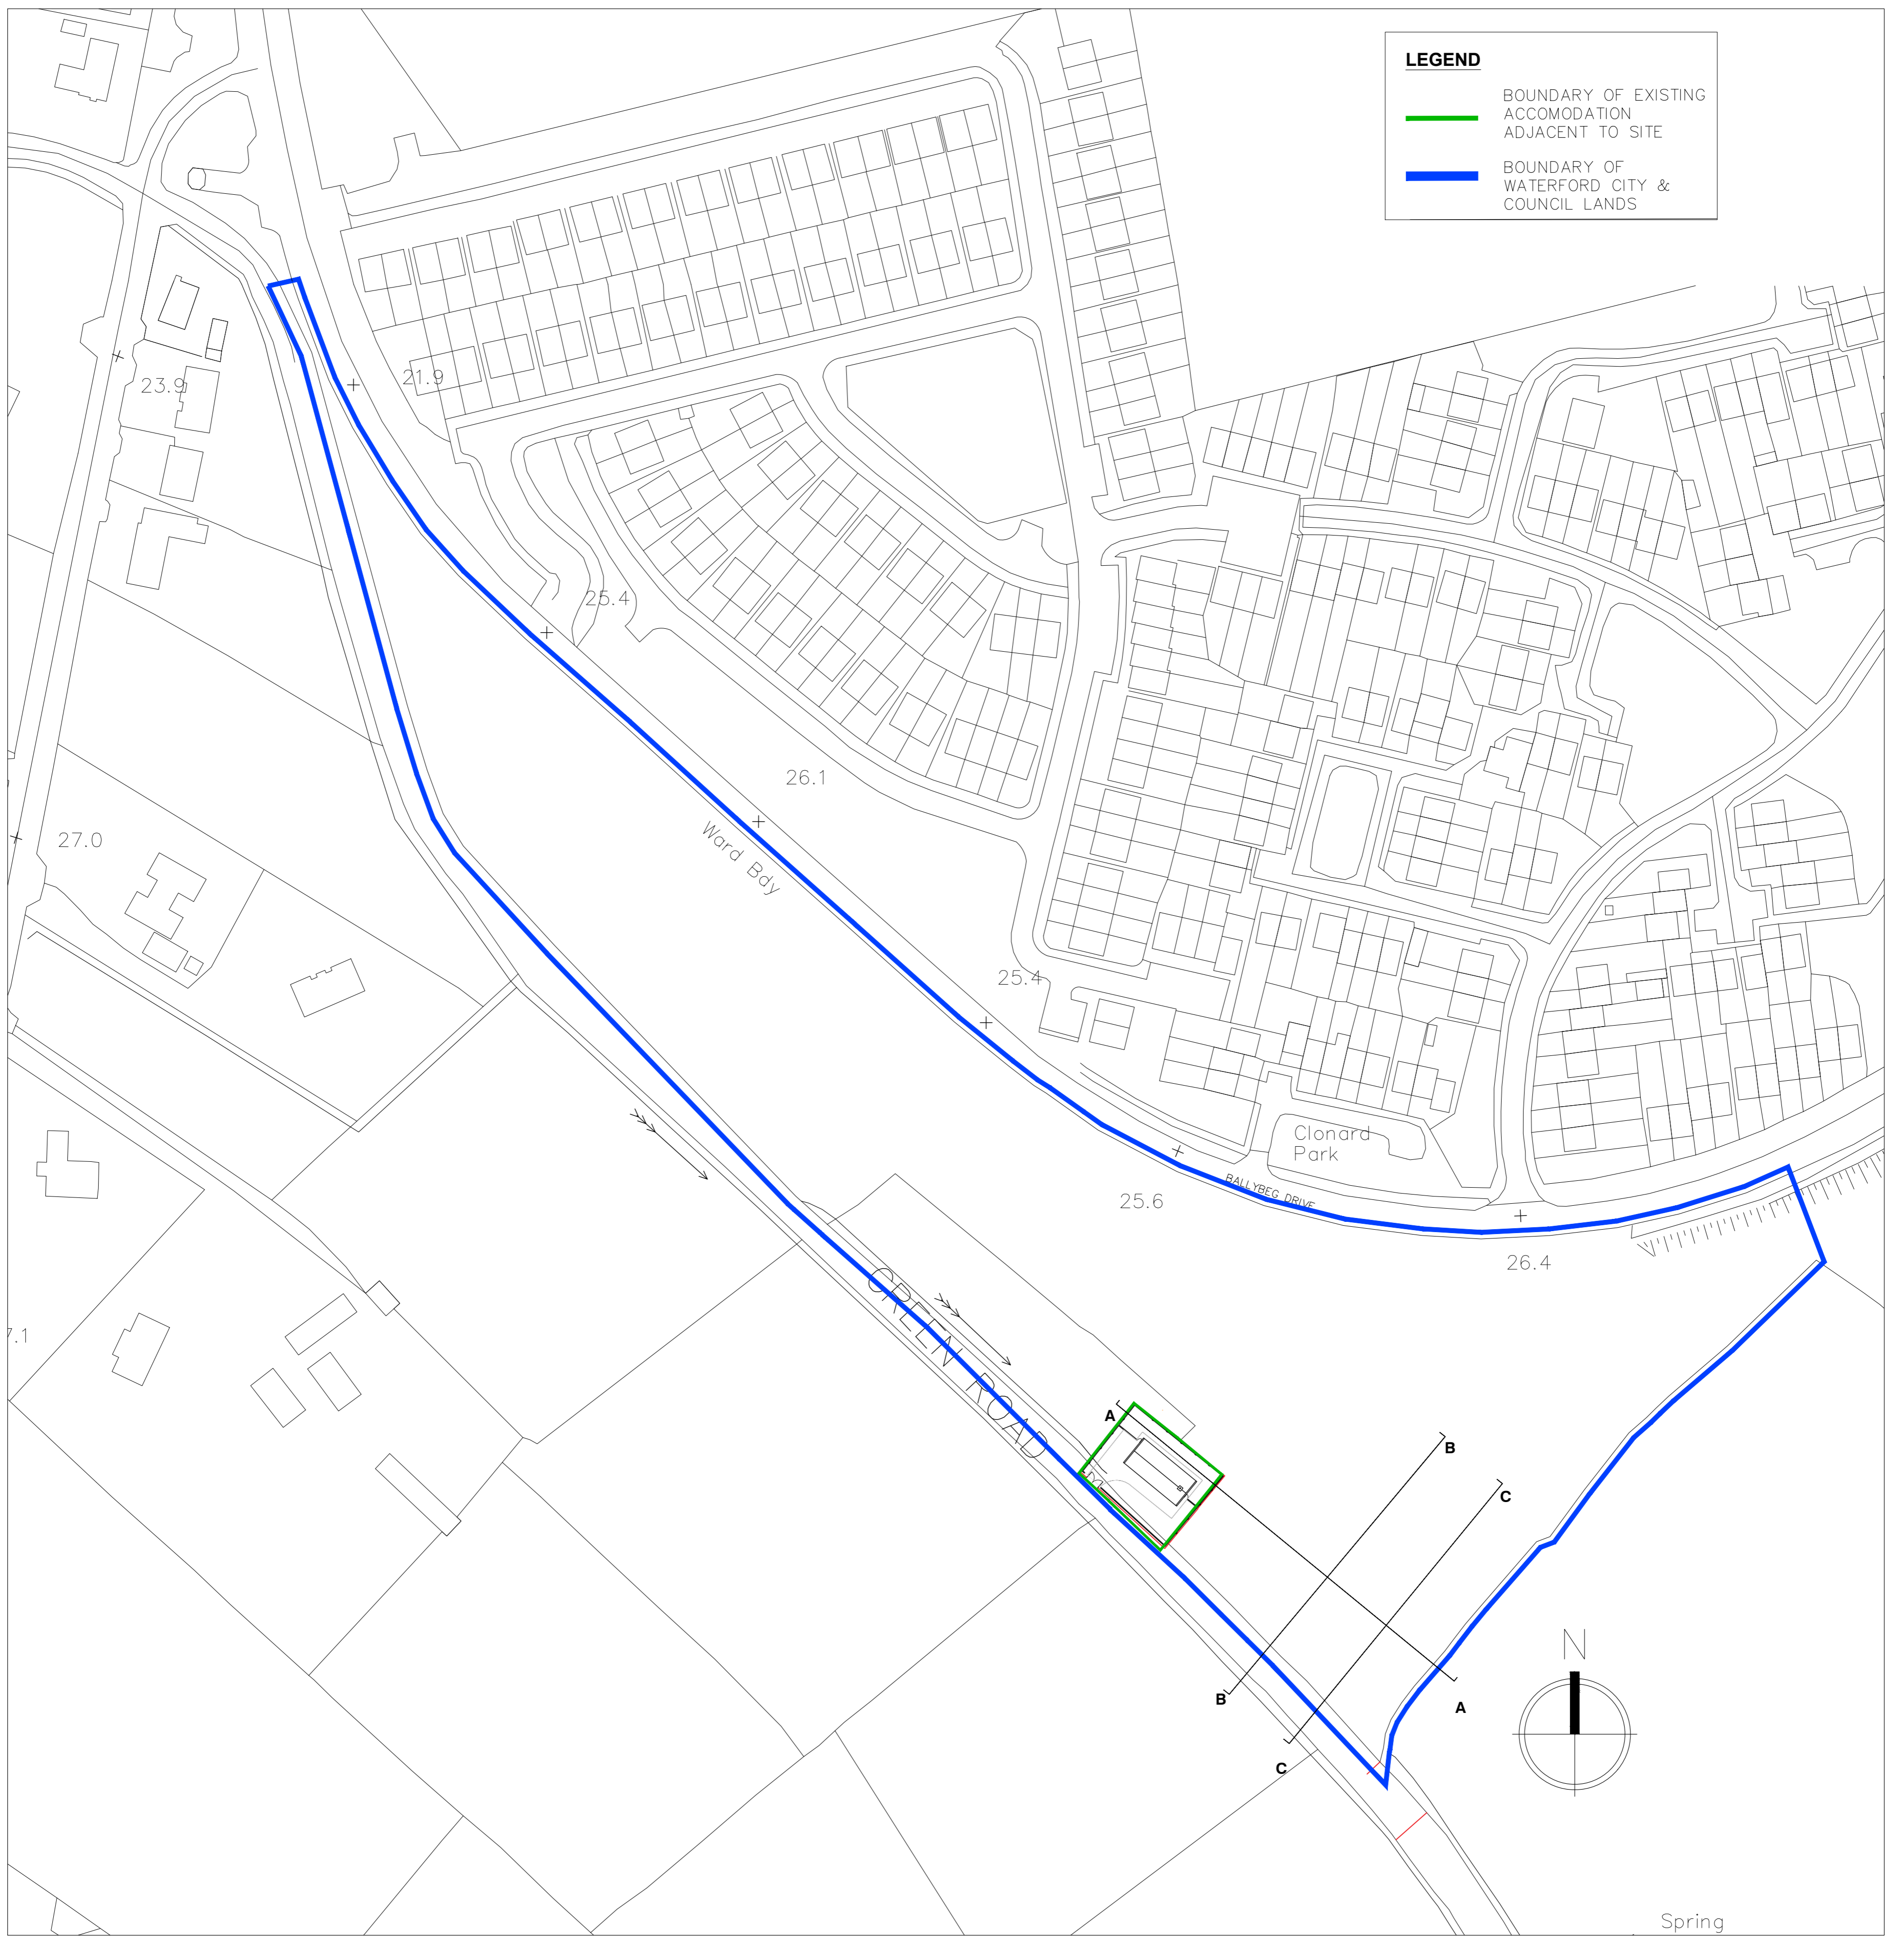 LEGEND
BOUNDARY OF EXISTING
ACCOMODATION
ADJACENT TO SITE
BOUNDARY OF
WATERFORD CITY &
COUNCIL LANDS
21.9
23.9
25.4
26.1
27.0
Ward Bdy
25.4
Clonard
Park
BALLYBEG DRIVE
25.6
26.4
7.1
GREEN ROAD
A
B
C
N
B
A
C
Spring